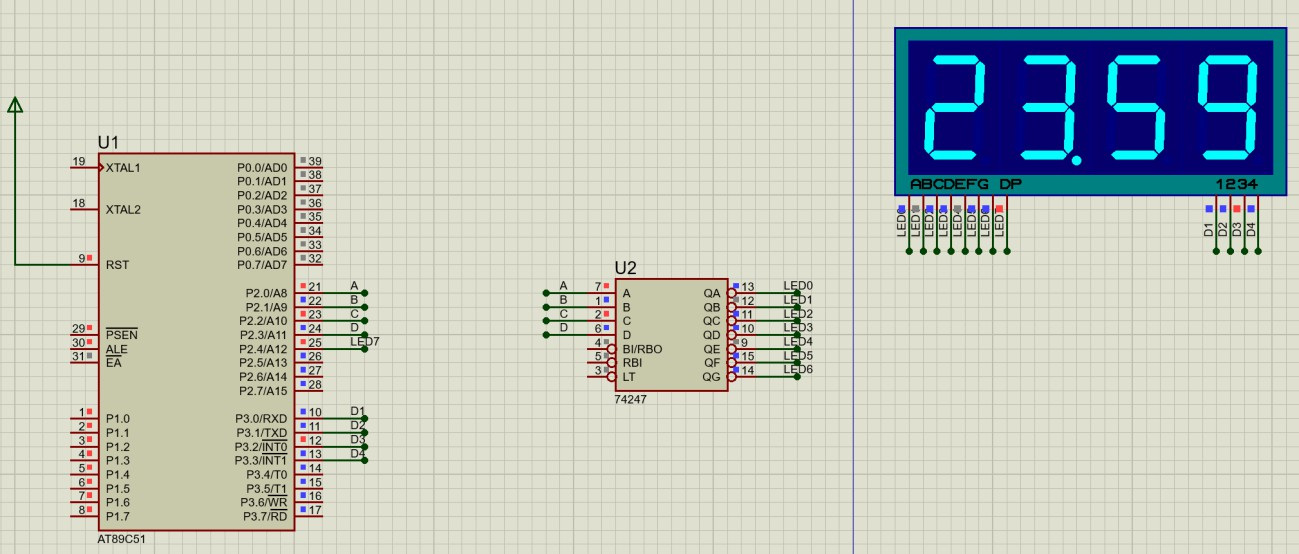 U1
19 XTAL1
18 XTAL2
9 RST
29 PSEN
30 ALE
31 EA
1 P1.0
2 P1.1
3 P1.2
4 P1.3
5 P1.4
6 P1.5
7 P1.6
8 P1.7
P0.0/AD0 39
P0.1/AD1 38
P0.2/AD2 37
P0.3/AD3 36
P0.4/AD4 35
P0.5/AD5 34
P0.6/AD6 33
P0.7/AD7 32
P2.0/A8 21 A
P2.1/A9 22 B
P2.2/A10 23 C
P2.3/A11 24 D
P2.4/A12 25 LED7
P2.5/A13 26
P2.6/A14 27
P2.7/A15 28
P3.0/RXD 10 D1
P3.1/TXD 11 D2
P3.2/INT0 12 D3
P3.3/INT1 13 D4
P3.4/T0 14
P3.5/T1 15
P3.6/WR 16
P3.7/RD 17
AT89C51
U2
A 7 A
B 1 B
C 2 C
D 6 D
4 BI/RBO
5 RBI
3 LT
QA 13 LED0
QB 12 LED1
QC 11 LED2
QD 10 LED3
QE 9 LED4
QF 15 LED5
QG 14 LED6
74247
23.59
ABCDEFG DP
1234
D1
D2
D3
D4